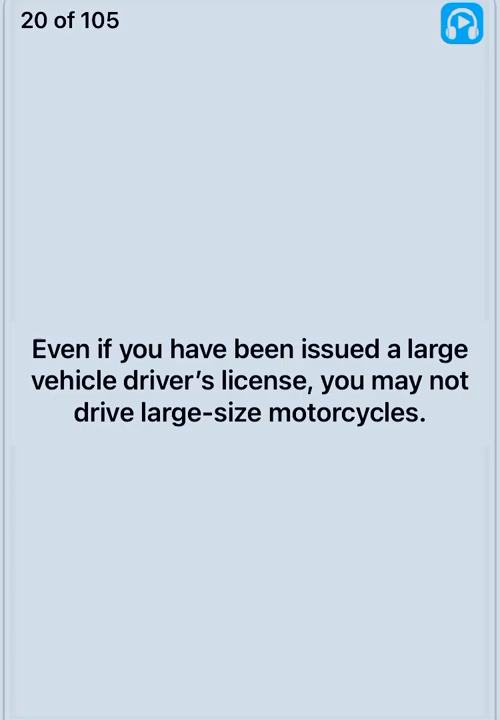 20 of 105
Even if you have been issued a large
vehicle driver’s license, you may not
drive large-size motorcycles.